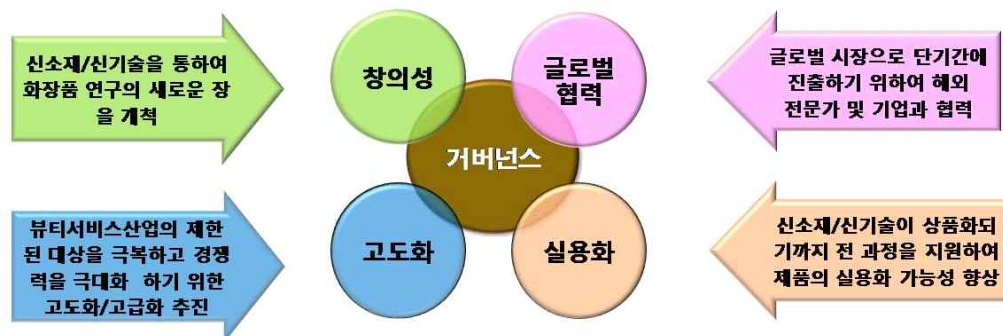 신소재/신기술을 통하여
화장품 연구의 새로운 장
을 개척
창의성
글로벌
협력
글로벌 시장으로 단기간에
진출하기 위하여 해외
전문가 및 기업과 협력
거버넌스
뷰티서비스산업의 제한
된 대상을 극복하고 경쟁
력을 극대화 하기 위한
고도화/고급화 추진
고도화
실용화
신소재/신기술이 상품화되
기까지 전 과정을 지원하여
제품의 실용화 가능성 향상